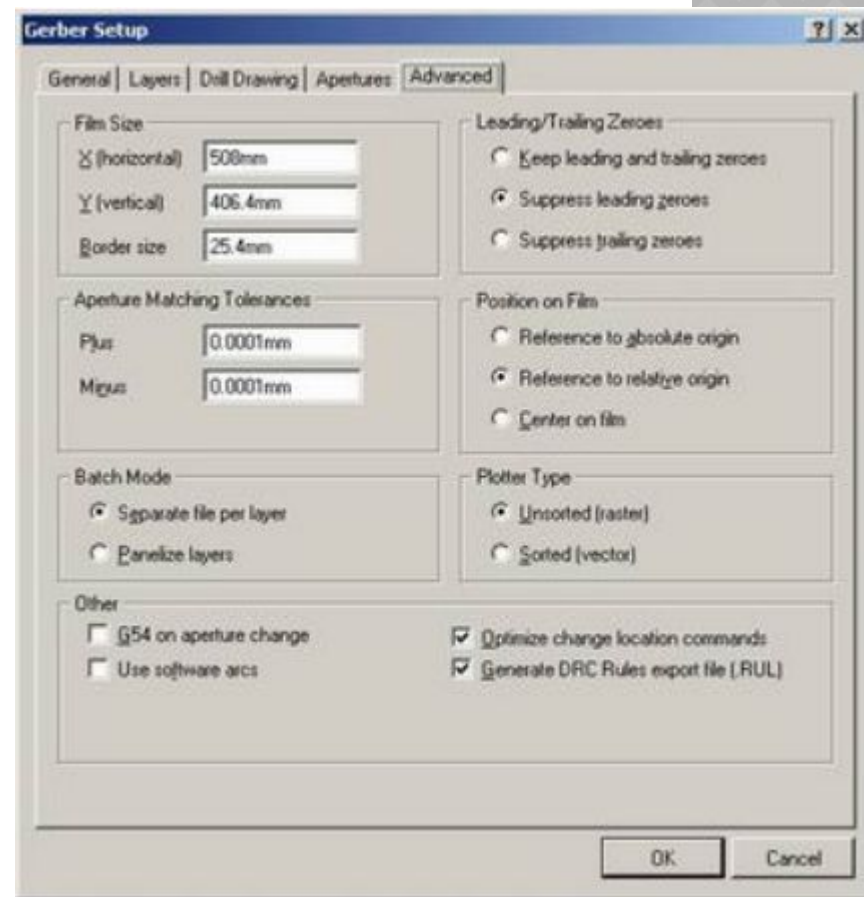 Gerber Setup
General Layers Drill Drawing Apertures Advanced
Film Size
X (horizontal) 508mm
Y (vertical) 406.4mm
Border size 25.4mm
Leading/Trailing Zeroes
Keep leading and trailing zeroes
Suppress leading zeroes
Suppress trailing zeroes
Aperture Matching Tolerances
Plus 0.0001mm
Minus 0.0001mm
Position on Film
Reference to absolute origin
Reference to relative origin
Center on film
Batch Mode
Separate file per layer
Panelize layers
Plotter Type
Unsorted (raster)
Sorted (vector)
Other
G54 on aperture change
Use software arcs
Optimize change location commands
Generate DRC Rules export file (.RUL)
OK Cancel